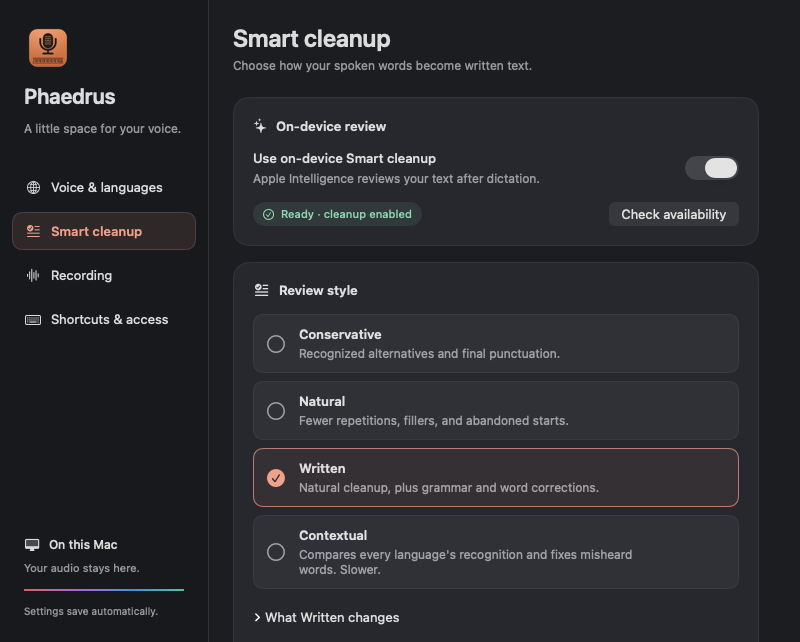 Phaedrus
A little space for your voice.
Voice & languages
Smart cleanup
Recording
Shortcuts & access
On this Mac
Your audio stays here.
Settings save automatically.
Smart cleanup
Choose how your spoken words become written text.
On-device review
Use on-device Smart cleanup
Apple Intelligence reviews your text after dictation.
Ready · cleanup enabled
Check availability
Review style
Conservative
Recognized alternatives and final punctuation.
Natural
Fewer repetitions, fillers, and abandoned starts.
Written
Natural cleanup, plus grammar and word corrections.
Contextual
Compares every language's recognition and fixes misheard
words. Slower.
What Written changes